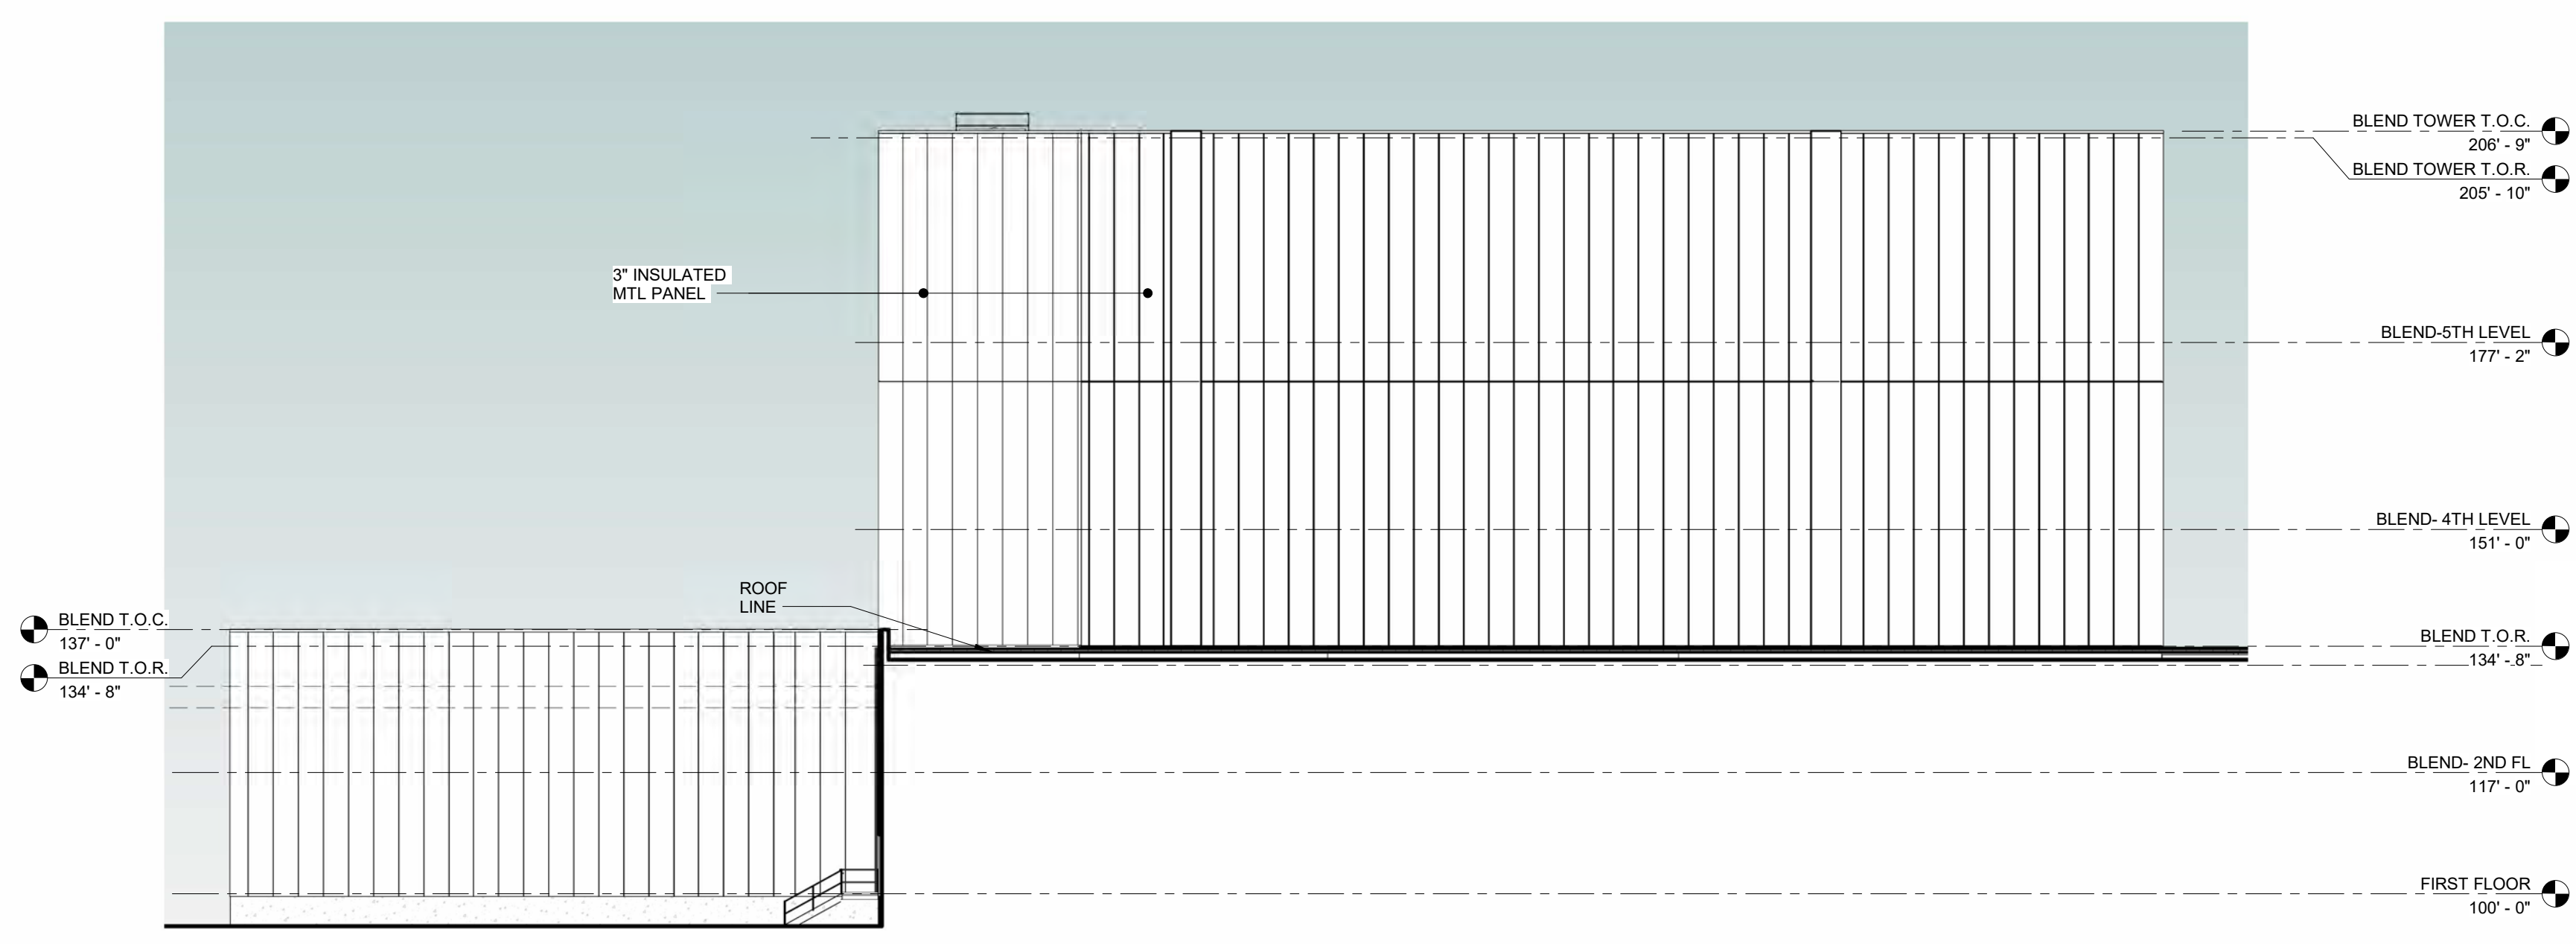 BLEND TOWER T.O.C.
206' - 9"
BLEND TOWER T.O.R.
205' - 10"
3" INSULATED
MTL PANEL
BLEND-5TH LEVEL
177' - 2"
BLEND- 4TH LEVEL
151' - 0"
ROOF
LINE
BLEND T.O.C.
137' - 0"
BLEND T.O.R.
134' - 8"
BLEND T.O.R.
134' - 8"
BLEND- 2ND FL
117' - 0"
FIRST FLOOR
100' - 0"